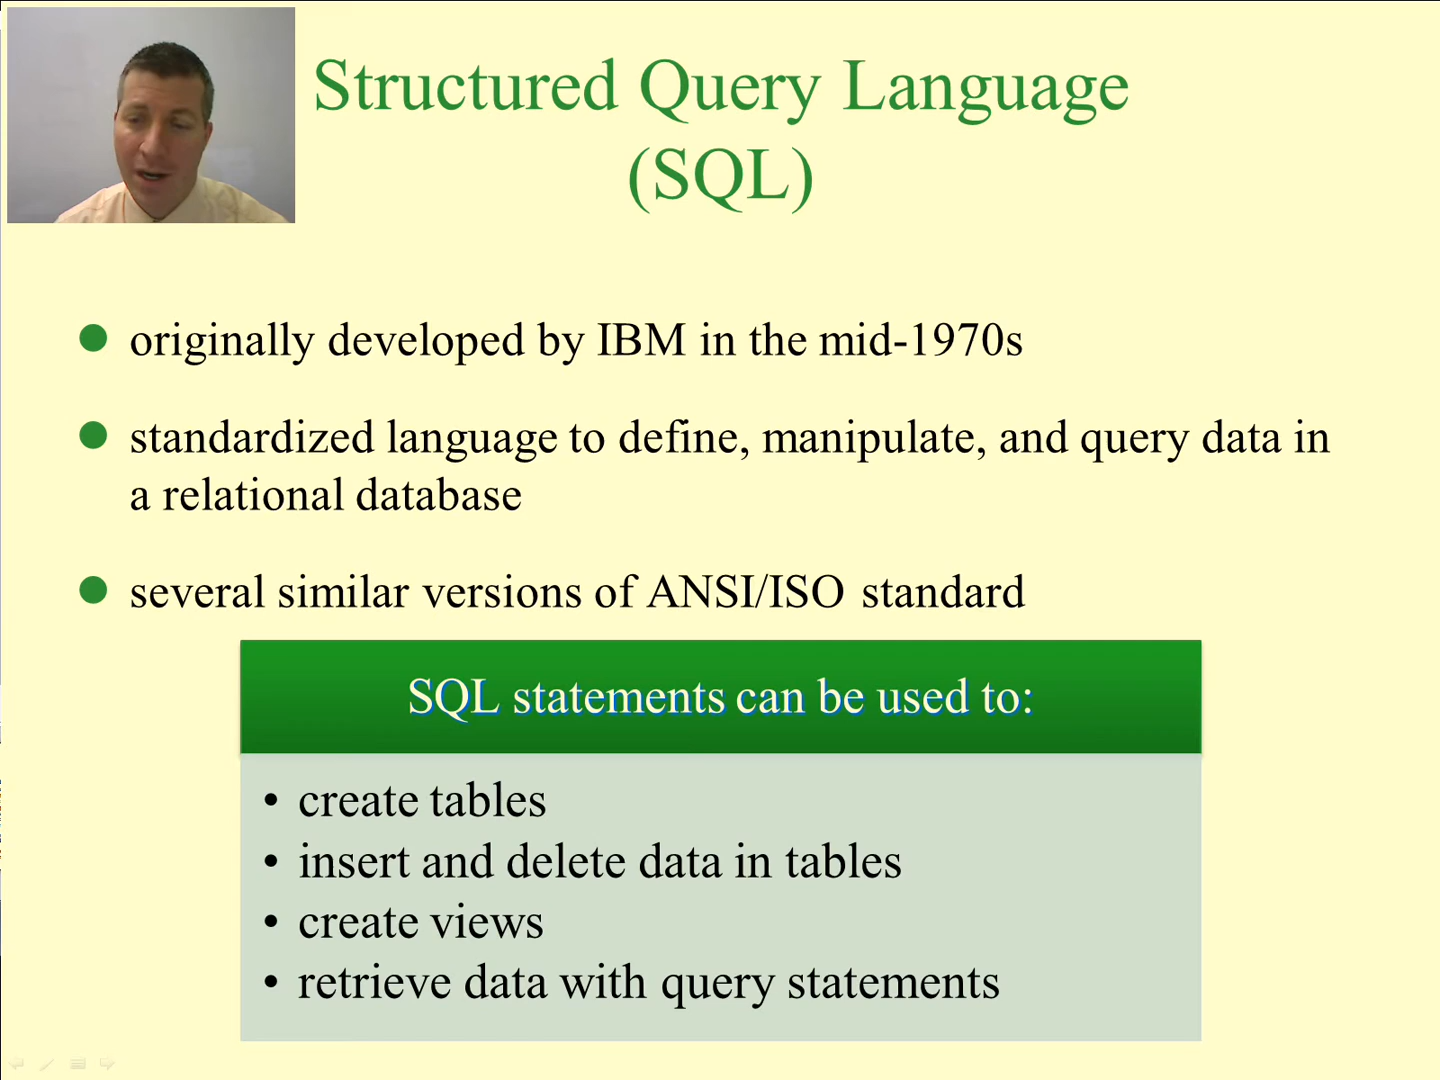 Structured Query Language
(SQL)
originally developed by IBM in the mid-1970s
standardized language to define, manipulate, and query data in
a relational database
several similar versions of ANSI/ISO standard
SQL statements can be used to:
• create tables
• insert and delete data in tables
• create views
• retrieve data with query statements